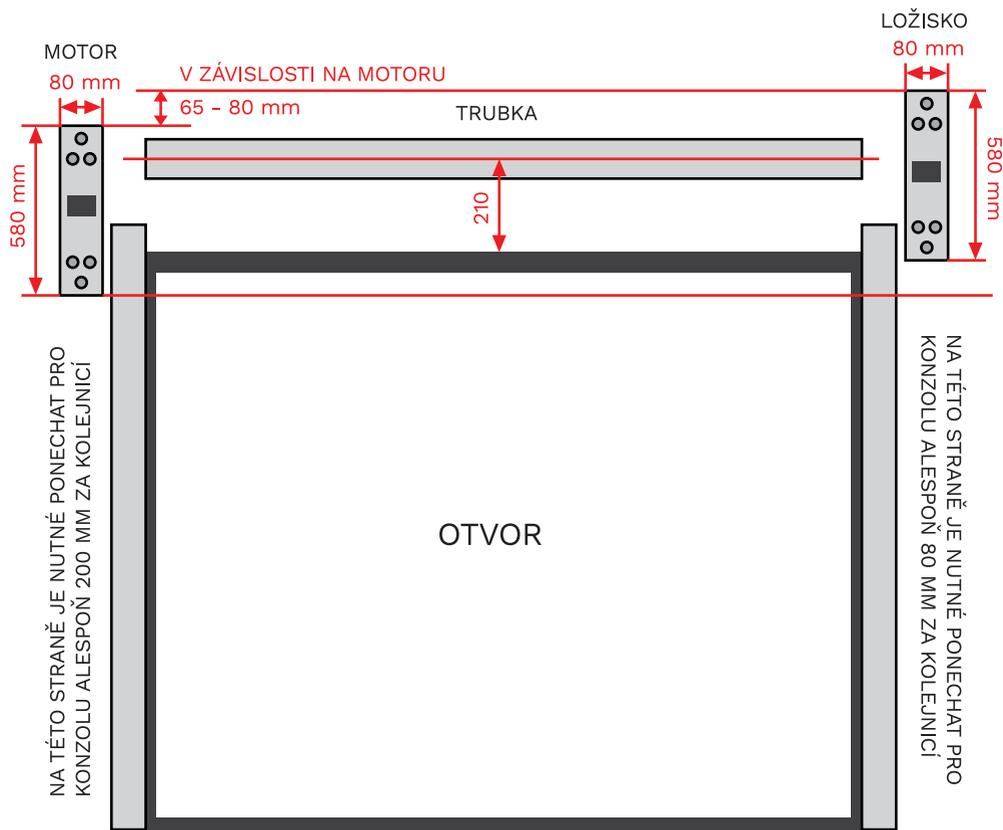 LOŽISKO
80 mm
MOTOR
80 mm
V ZÁVISLOSTI NA MOTORU
65 - 80 mm
TRUBKA
580 mm
580 mm
210
OTVOR
NA TÉTO STRANĚ JE NUTNÉ PONECHAT PRO
KONZOLU ALESPOŇ 200 MM ZA KOLEJNICÍ
NA TÉTO STRANĚ JE NUTNÉ PONECHAT PRO
KONZOLU ALESPOŇ 80 MM ZA KOLEJNICÍ